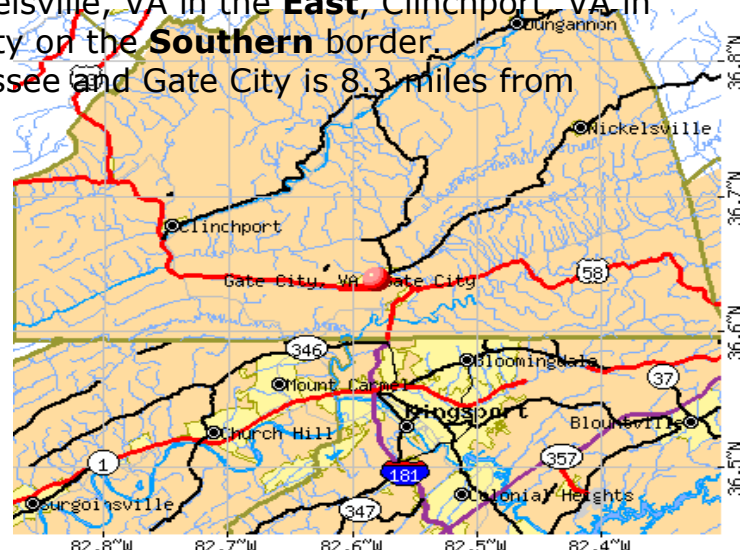 elsville, VA in the East, Clinchport, VA in
ty on the Southern border.
ssee and Gate City is 8.3 miles from
Dungannon
36.8°N
Nickelsville
36.7°N
Clinchport
58
Gate City, VA Gate City
36.6°N
346
Bloomingdale
37
Mount Carmel
Kingsport
Blountville
Church Hill
1
357
36.5°N
181
Surgoinsville
Colonial Heights
347
82.8°W 82.7°W 82.6°W 82.5°W 82.4°W